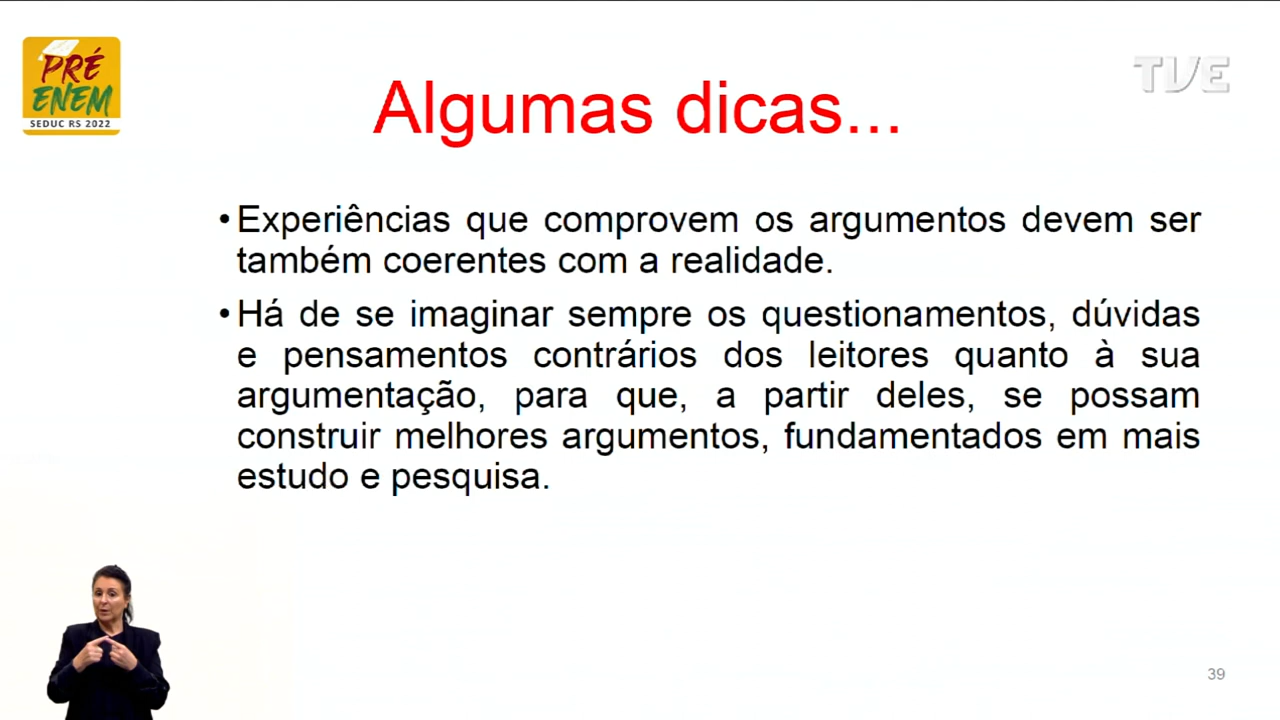 PRÉ
ENEM
SEDUC RS 2022
TVE
Algumas dicas...
• Experiências que comprovem os argumentos devem ser
também coerentes com a realidade.
• Há de se imaginar sempre os questionamentos, dúvidas
e pensamentos contrários dos leitores quanto à sua
argumentação, para que, a partir deles, se possam
construir melhores argumentos, fundamentados em mais
estudo e pesquisa.
39